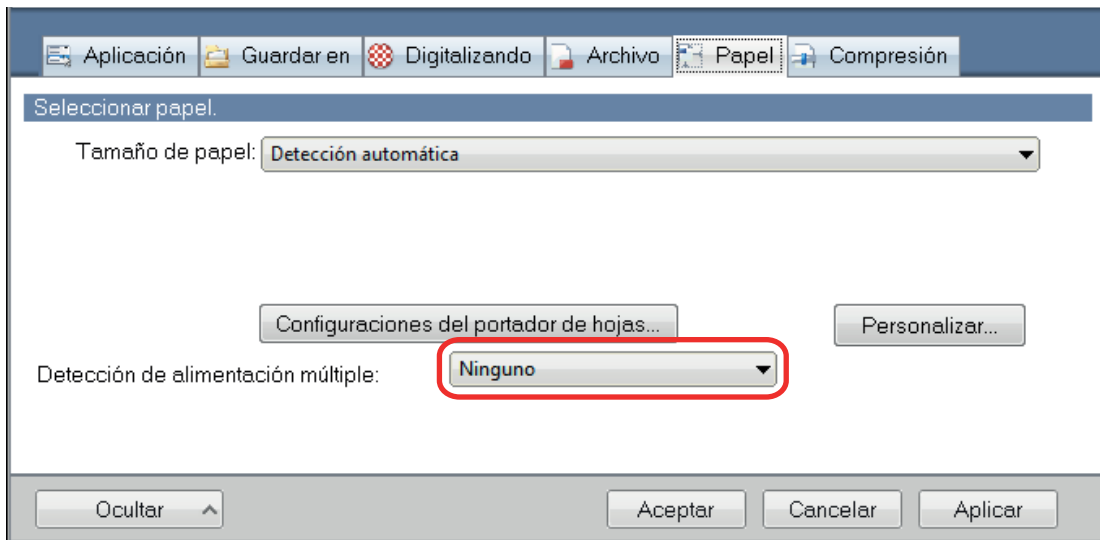 Aplicación Guardar en Digitalizando Archivo Papel Compresión
Seleccionar papel.
Tamaño de papel: Detección automática
Configuraciones del portador de hojas... Personalizar...
Detección de alimentación múltiple: Ninguno
Ocultar Aceptar Cancelar Aplicar